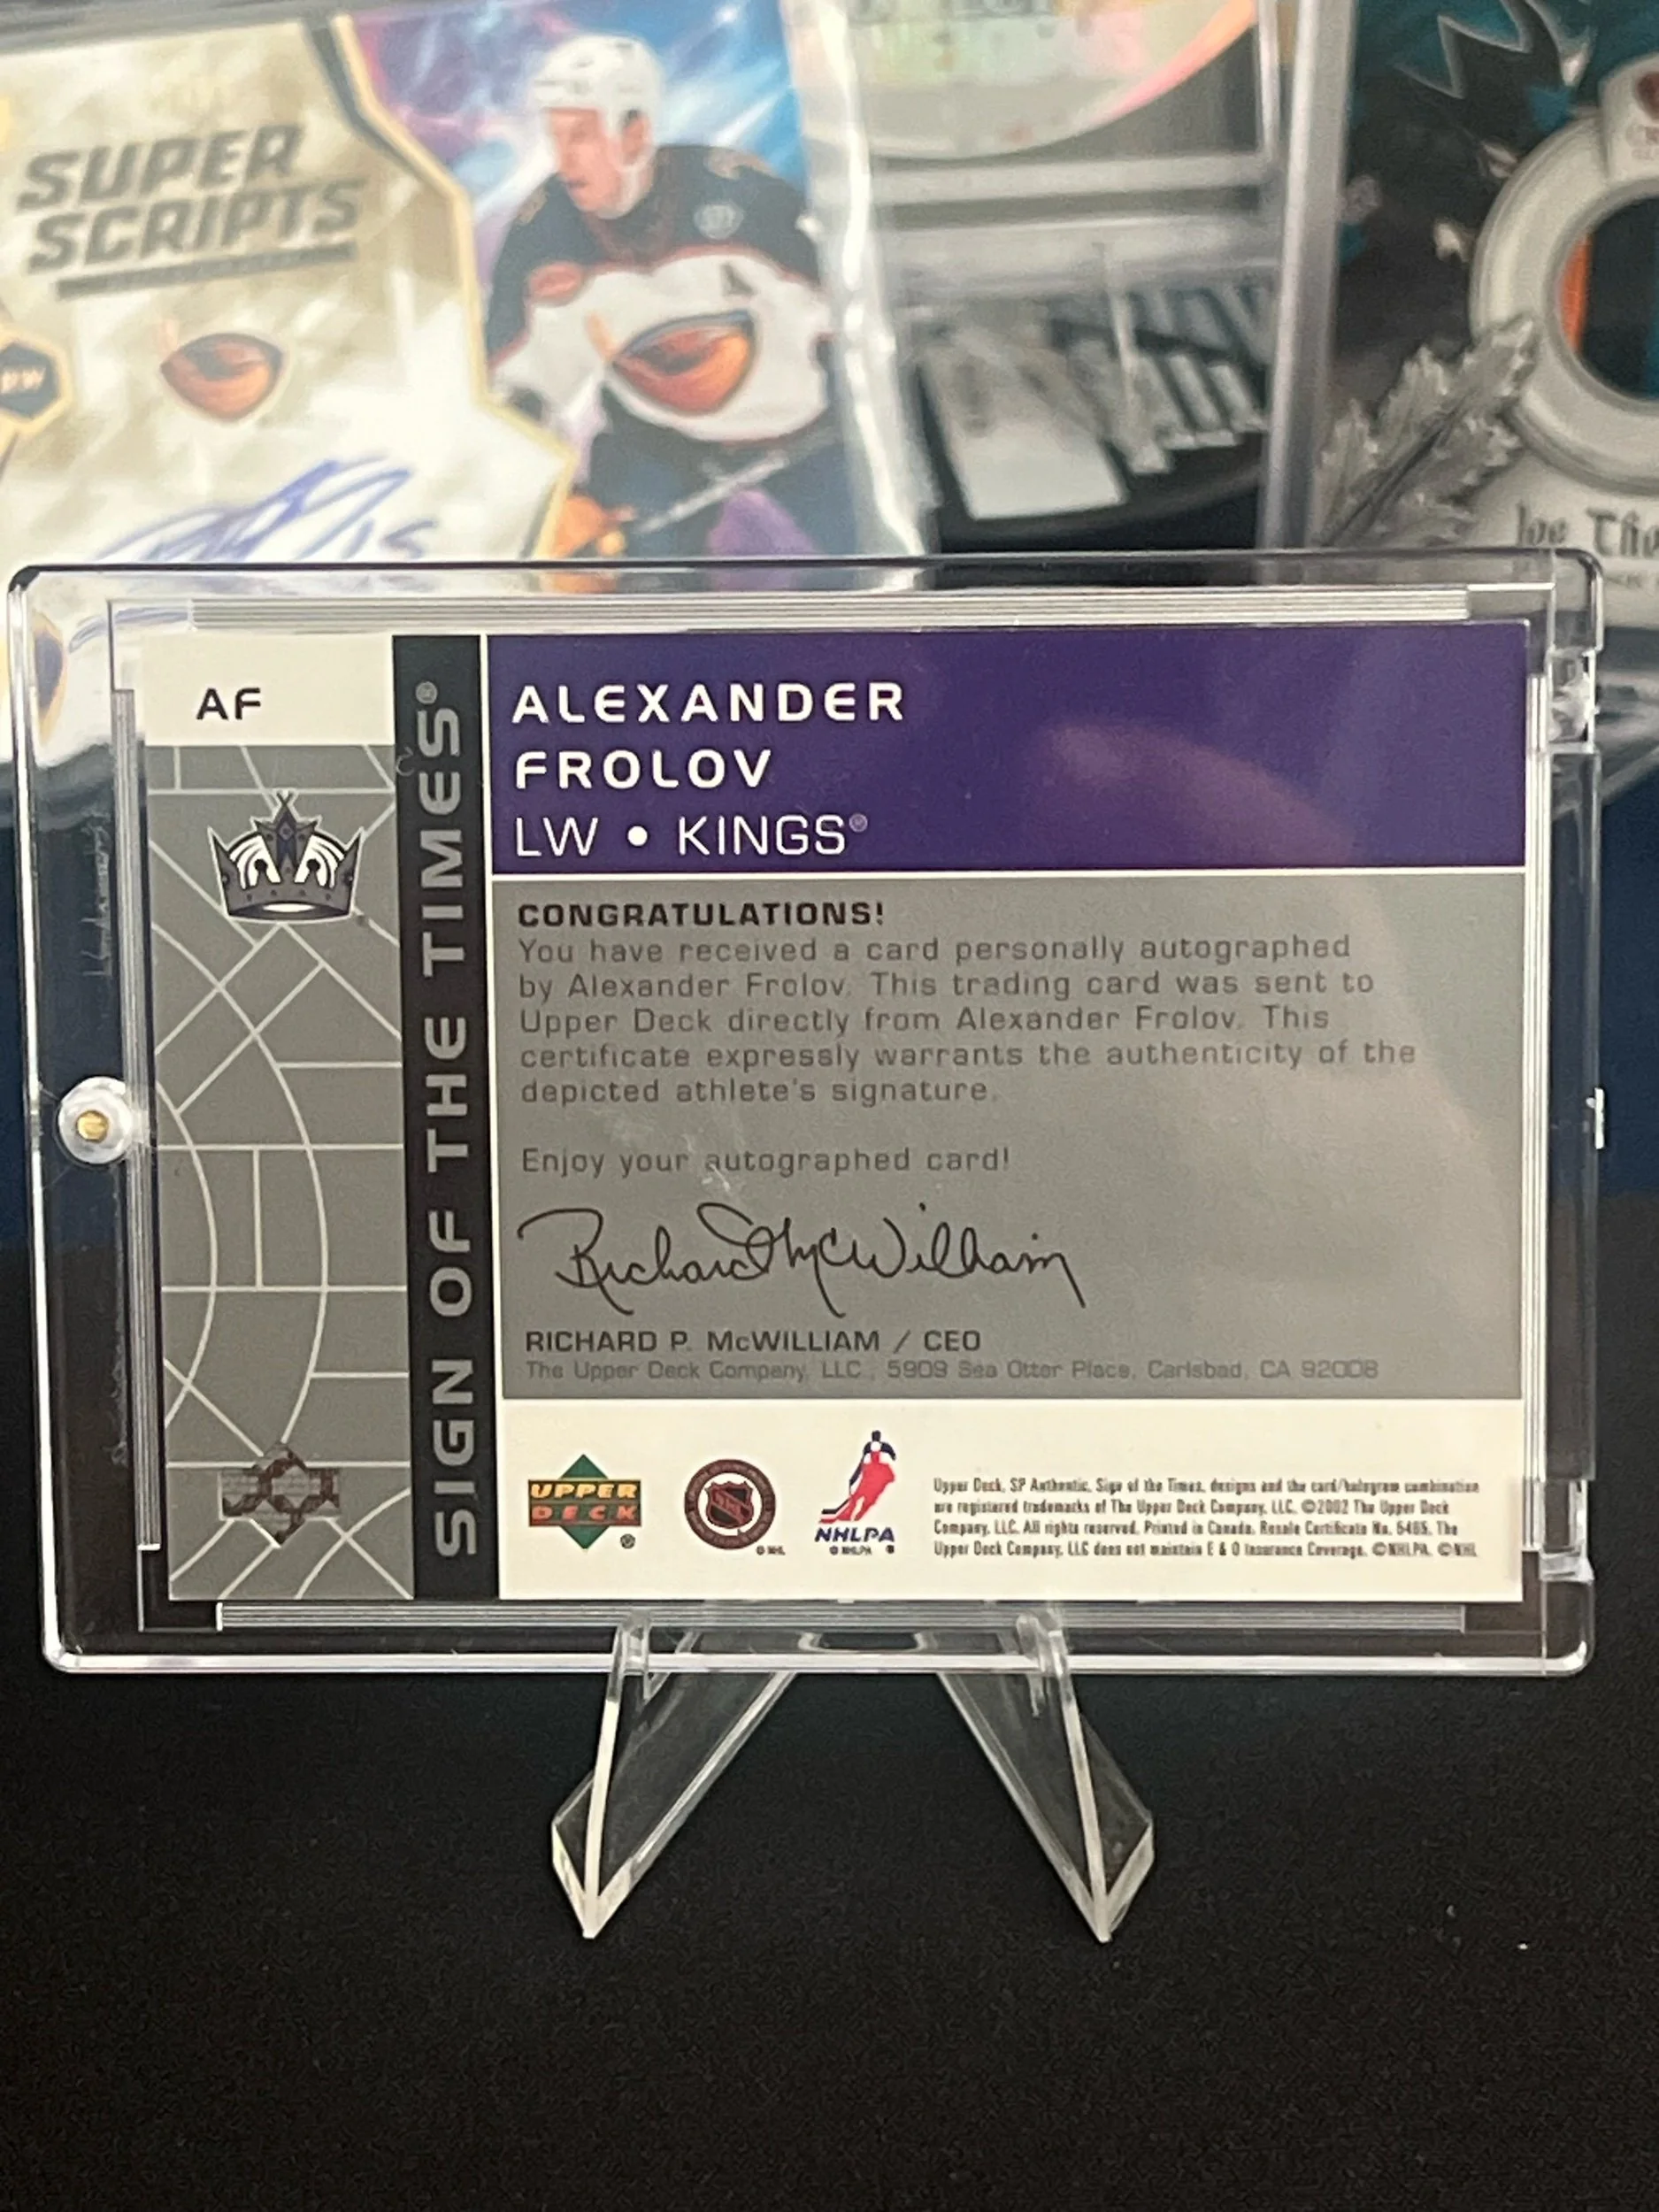 SUPER
SCRIPTS
Joe
AF
SIGN OF THE TIMES®
ALEXANDER
FROLOV
LW • KINGS®
CONGRATULATIONS!
You have received a card personally autographed
by Alexander Frolov. This trading card was sent to
Upper Deck directly from Alexander Frolov. This
certificate expressly warrants the authenticity of the
depicted athlete's signature.
Enjoy your autographed card!
Richard McWilliam
RICHARD P. McWILLIAM / CEO
The Upper Deck Company, LLC., 5909 Sea Otter Place, Carlsbad, CA 92008
UPPER
DECK
®
NHL
© NHL
NHLPA
© NHLPA ®
Upper Deck, SP Authentic, Sign of the Times, designs and the card/hologram combination
are registered trademarks of The Upper Deck Company, LLC. ©2002 The Upper Deck
Company, LLC. All rights reserved. Printed in Canada. Resale Certificate No. 5465. The
Upper Deck Company, LLC does not maintain E & O Insurance Coverage. ©NHLPA. ©NHL